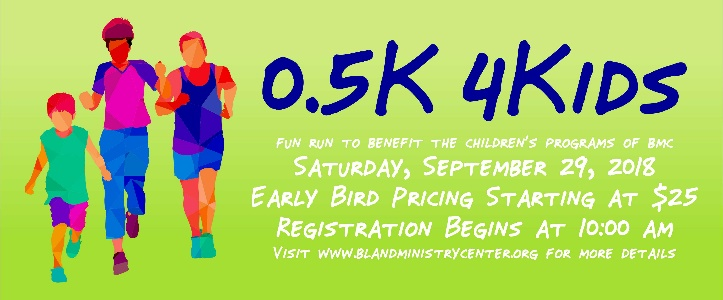 0.5K 4Kids
Fun run to benefit the children's programs of BMC
Saturday, September 29, 2018
Early Bird Pricing Starting at $25
Registration Begins at 10:00 am
Visit www.blandministrycenter.org for more details